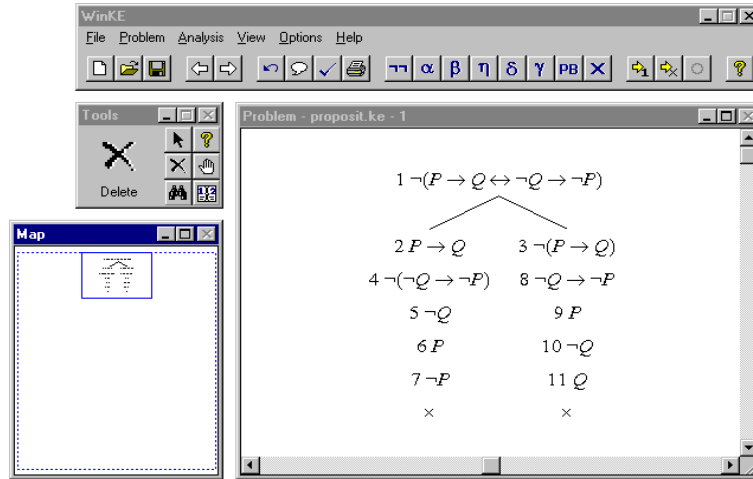 WinKE
File Problem Analysis View Options Help
¬¬ α β η δ γ PB ×
Tools
Delete
Problem - proposit.ke - 1
1 ¬(P → Q ↔ ¬Q → ¬P)
2 P → Q 3 ¬(P → Q)
4 ¬(¬Q → ¬P) 8 ¬Q → ¬P
5 ¬Q 9 P
6 P 10 ¬Q
7 ¬P 11 Q
× ×
Map